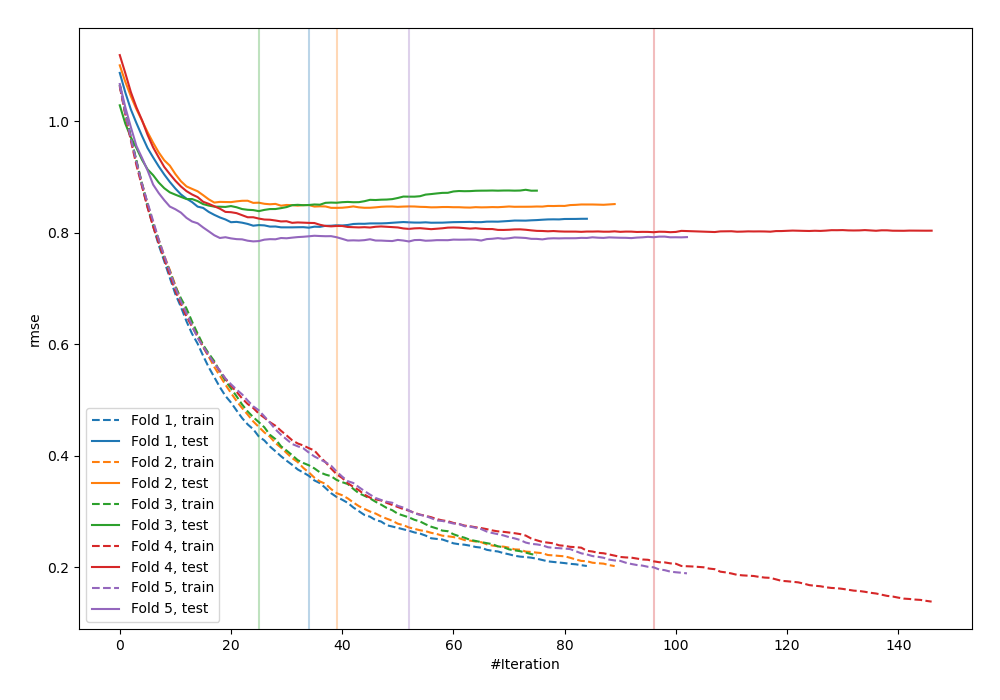 1.0
0.8
0.6
0.4
0.2
rmse
Fold 1, train
Fold 1, test
Fold 2, train
Fold 2, test
Fold 3, train
Fold 3, test
Fold 4, train
Fold 4, test
Fold 5, train
Fold 5, test
0 20 40 60 80 100 120 140
#Iteration